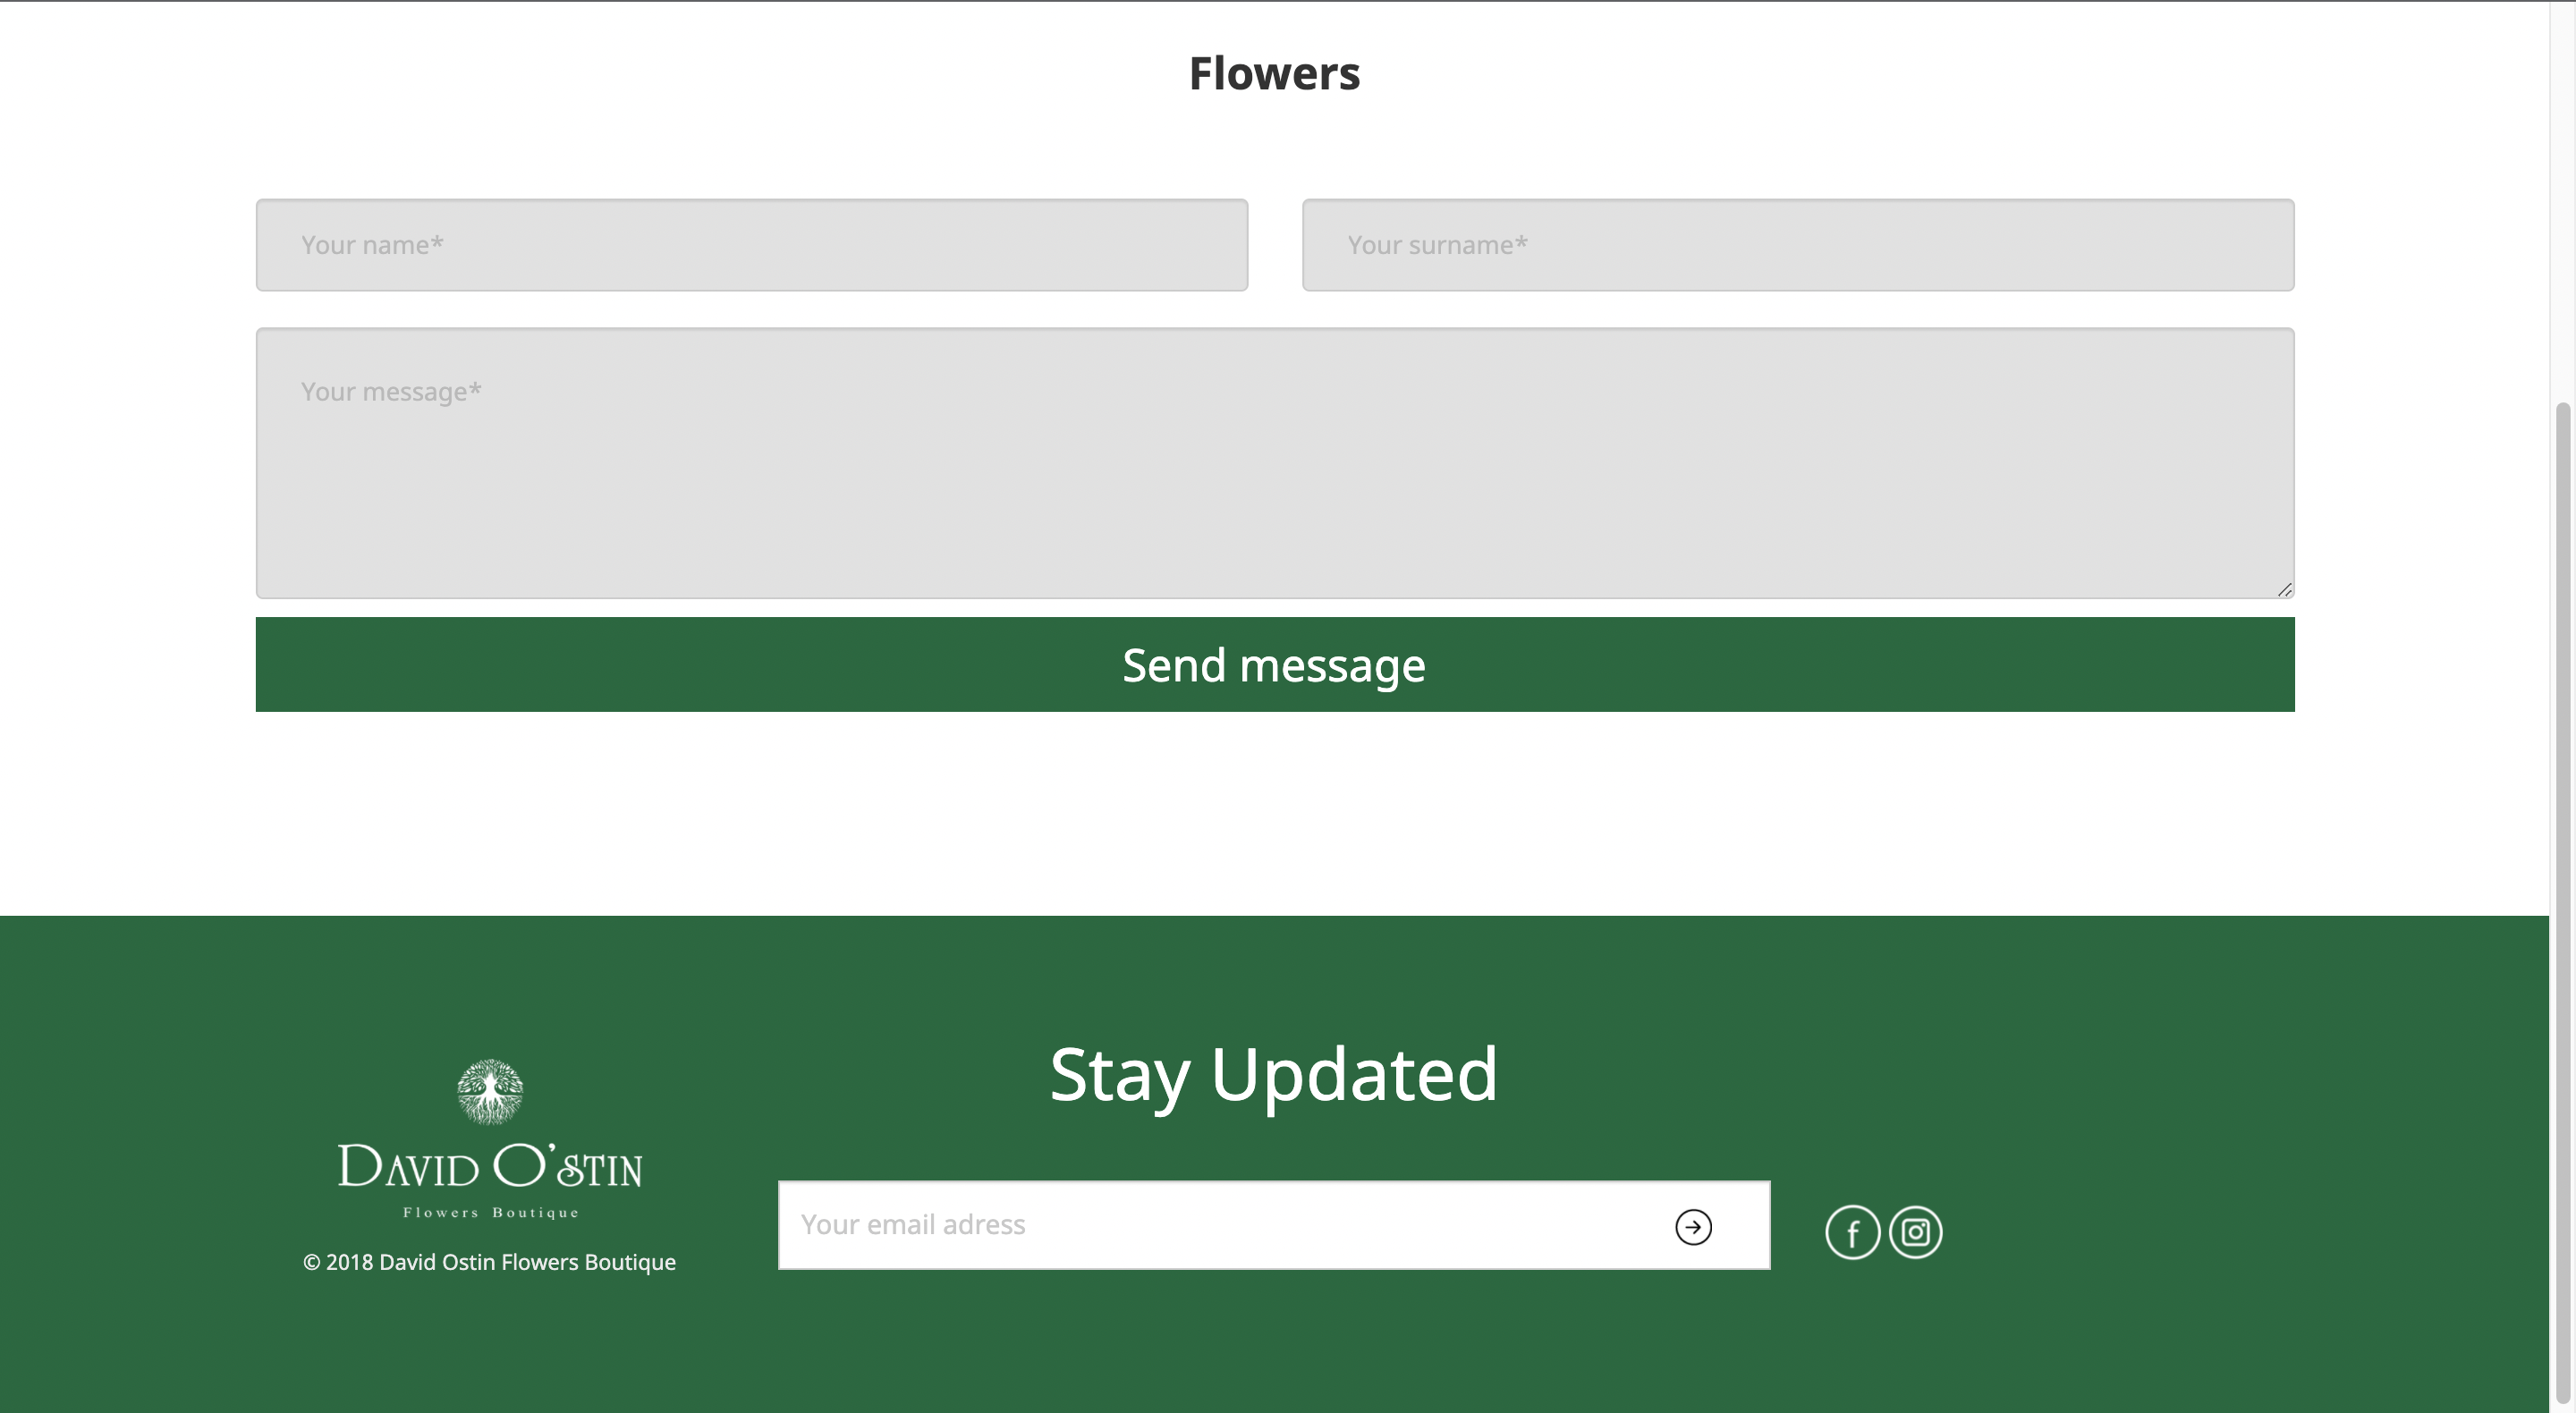 Flowers
Your name*
Your surname*
Your message*
Send message
Stay Updated
DAVID O'STIN
Flowers Boutique
© 2018 David Ostin Flowers Boutique
Your email adress